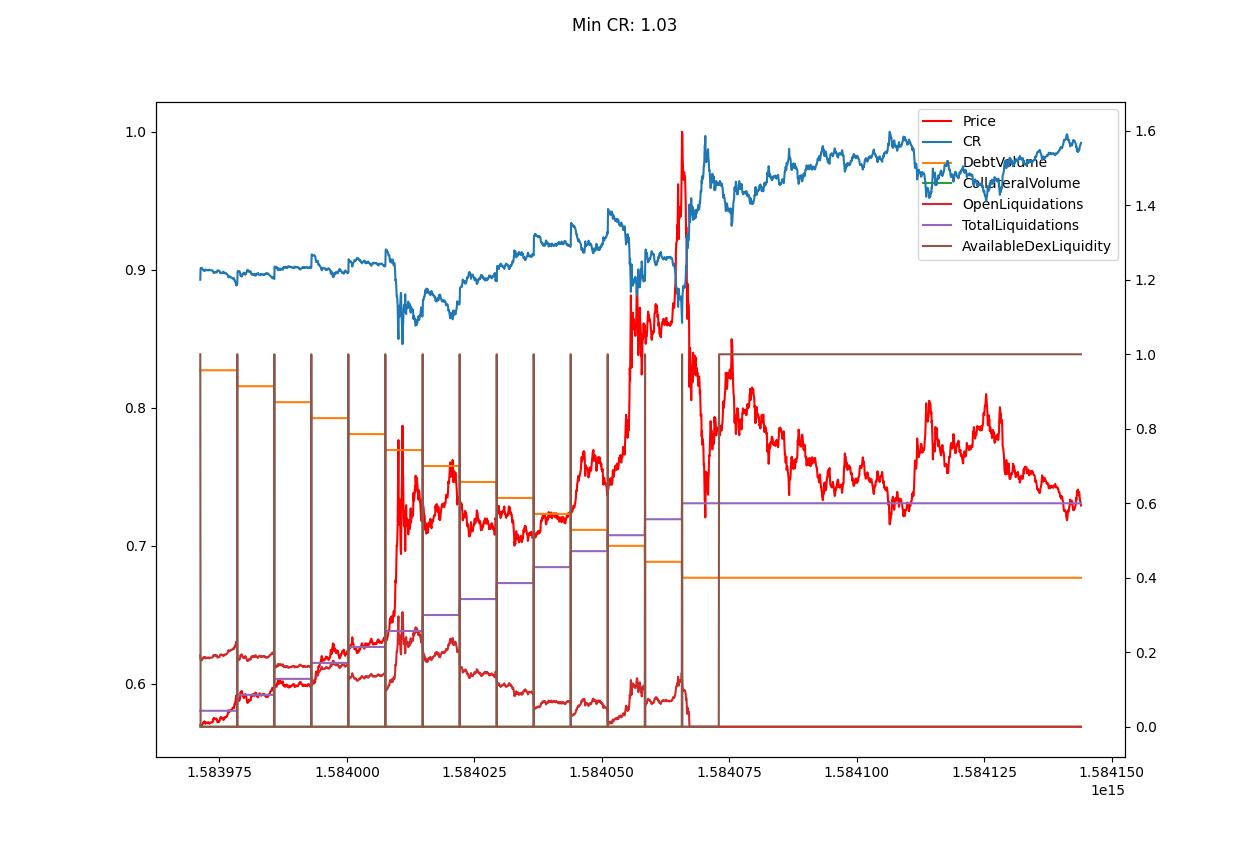 Min CR: 1.03
1.0
0.9
0.8
0.7
0.6
1.6
1.4
1.2
1.0
0.8
0.6
0.4
0.2
0.0
Price
CR
DebtVolume
CollateralVolume
OpenLiquidations
TotalLiquidations
AvailableDexLiquidity
1.583975 1.584000 1.584025 1.584050 1.584075 1.584100 1.584125 1.584150
1e15